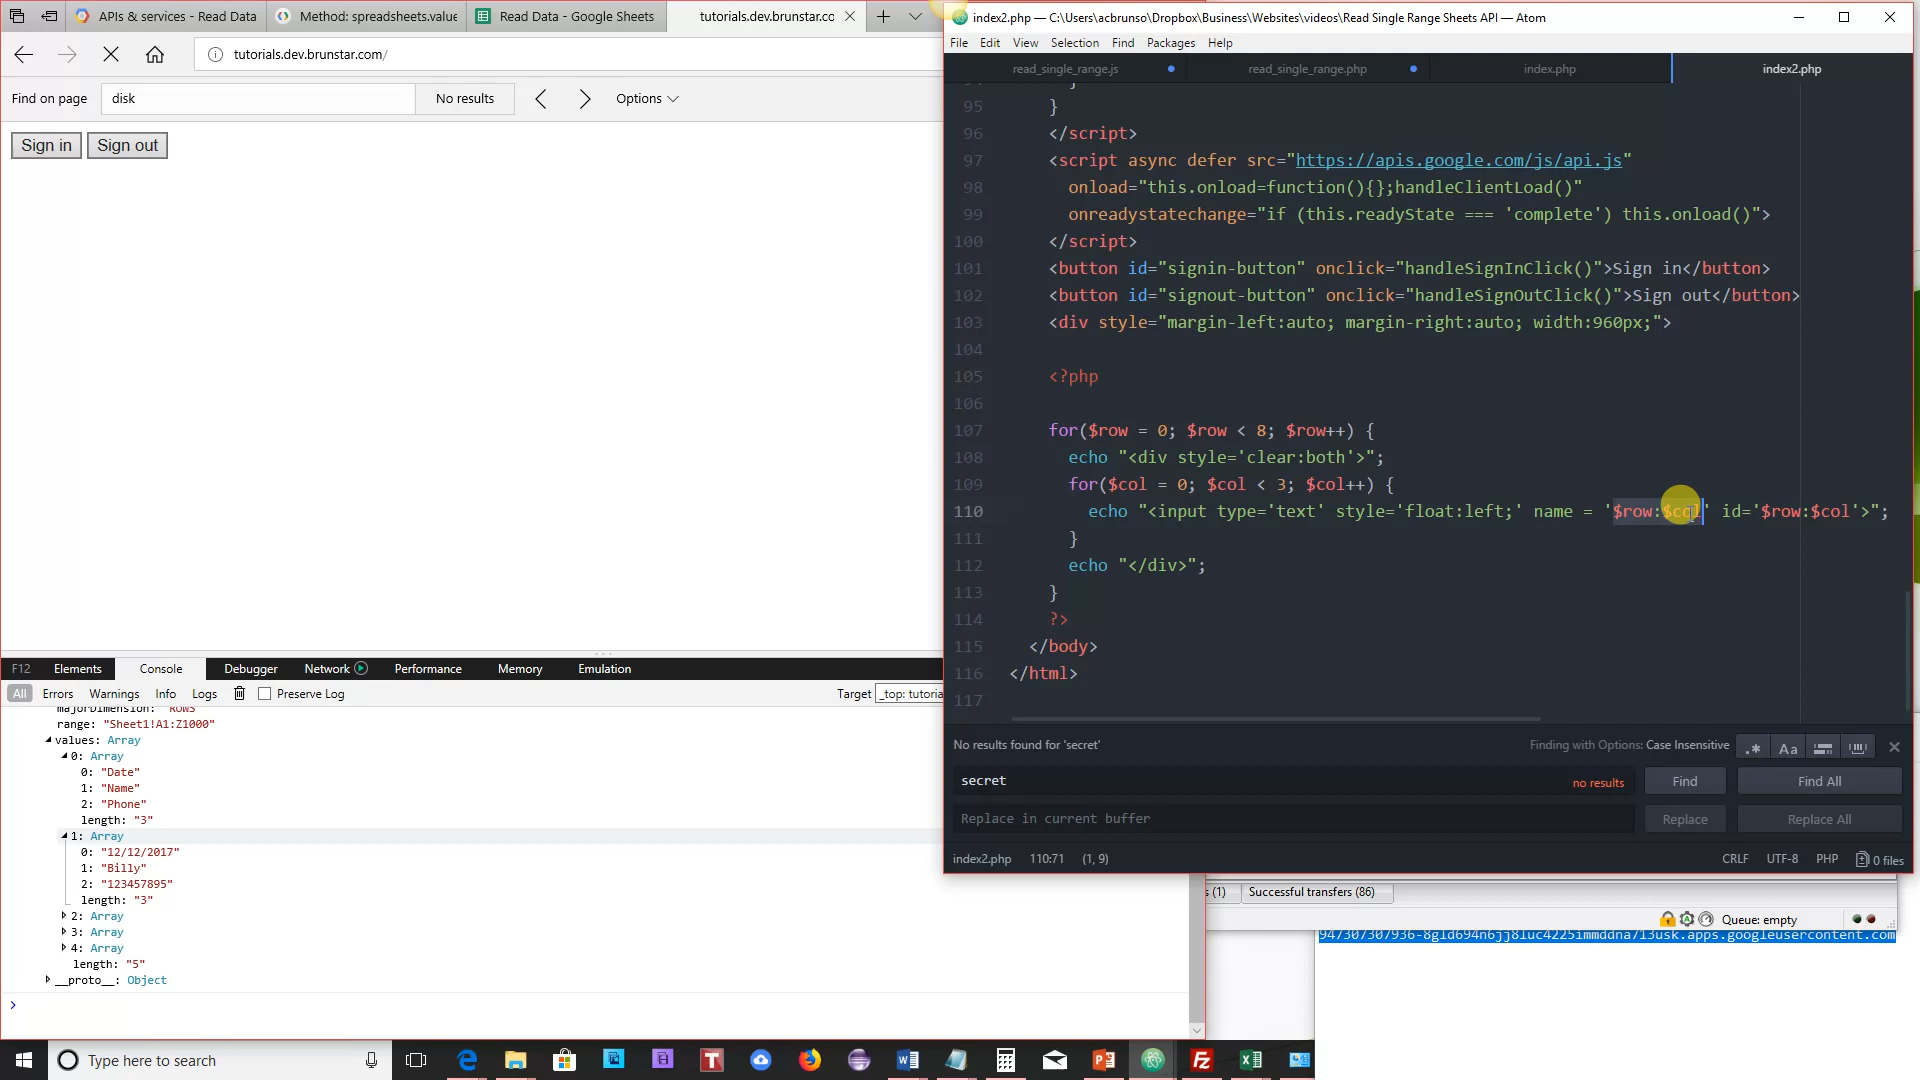 APIs & services - Read Data
Method: spreadsheets.value
Read Data - Google Sheets
tutorials.dev.brunstar.cc
tutorials.dev.brunstar.com/
Find on page
disk
No results
Options
Sign in
Sign out
index2.php — C:\Users\acbrunso\Dropbox\Business\Websites\videos\Read Single Range Sheets API — Atom
File Edit View Selection Find Packages Help
read_single_range.js
read_single_range.php
index.php
index2.php
95 }
96 </script>
97 <script async defer src="https://apis.google.com/js/api.js"
98 onload="this.onload=function(){};handleClientLoad()"
99 onreadystatechange="if (this.readyState === 'complete') this.onload()">
100 </script>
101 <button id="signin-button" onclick="handleSignInClick()">Sign in</button>
102 <button id="signout-button" onclick="handleSignOutClick()">Sign out</button>
103 <div style="margin-left:auto; margin-right:auto; width:960px;">
104
105 <?php
106
107 for($row = 0; $row < 8; $row++) {
108 echo "<div style='clear:both'>";
109 for($col = 0; $col < 3; $col++) {
110 echo "<input type='text' style='float:left;' name = '$row:$col' id='$row:$col'>";
111 }
112 echo "</div>";
113 }
114 ?>
115 </body>
116 </html>
117
No results found for 'secret'
Finding with Options: Case Insensitive
.* Aa
secret
no results
Find
Find All
Replace in current buffer
Replace
Replace All
index2.php 110:71 (1, 9)
CRLF UTF-8 PHP 0 files
F12 Elements Console Debugger Network Performance Memory Emulation
All Errors Warnings Info Logs Preserve Log
Target _top: tutoria
majorDimension: "ROWS"
range: "Sheet1!A1:Z1000"
values: Array
0: Array
0: "Date"
1: "Name"
2: "Phone"
length: "3"
1: Array
0: "12/12/2017"
1: "Billy"
2: "123457895"
length: "3"
2: Array
3: Array
4: Array
length: "5"
__proto__: Object
>
s (1)
Successful transfers (86)
Queue: empty
Type here to search